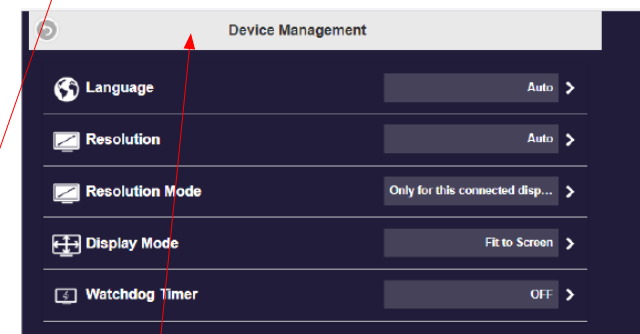 Device Management
Language Auto
Resolution Auto
Resolution Mode Only for this connected disp...
Display Mode Fit to Screen
Watchdog Timer OFF